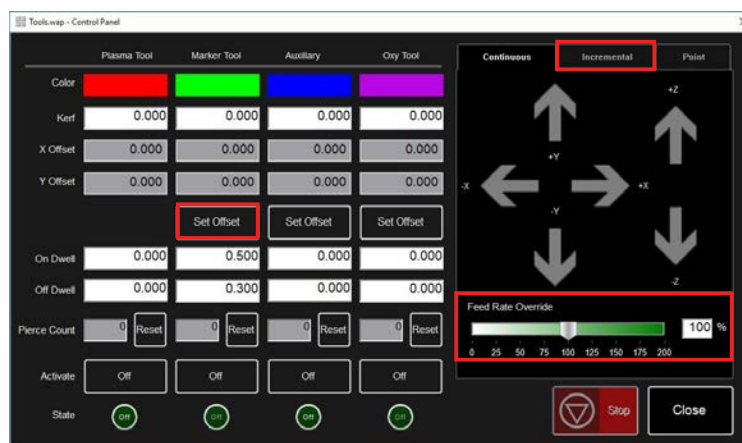 Tools.wap - Control Panel
Plasma Tool Marker Tool Auxillary Oxy Tool
Color
Kerf 0.000 0.000 0.000 0.000
X Offset 0.000 0.000 0.000 0.000
Y Offset 0.000 0.000 0.000 0.000
Set Offset Set Offset Set Offset
On Dwell 0.000 0.500 0.000 0.000
Off Dwell 0.000 0.300 0.000 0.000
Pierce Count 0 Reset 0 Reset 0 Reset 0 Reset
Activate Off Off Off Off
State Off Off Off Off
Continuous Incremental Point
+Z
+Y
-X +X
-Y
-Z
Feed Rate Override
100 %
0 25 50 75 100 125 150 175 200
Stop Close